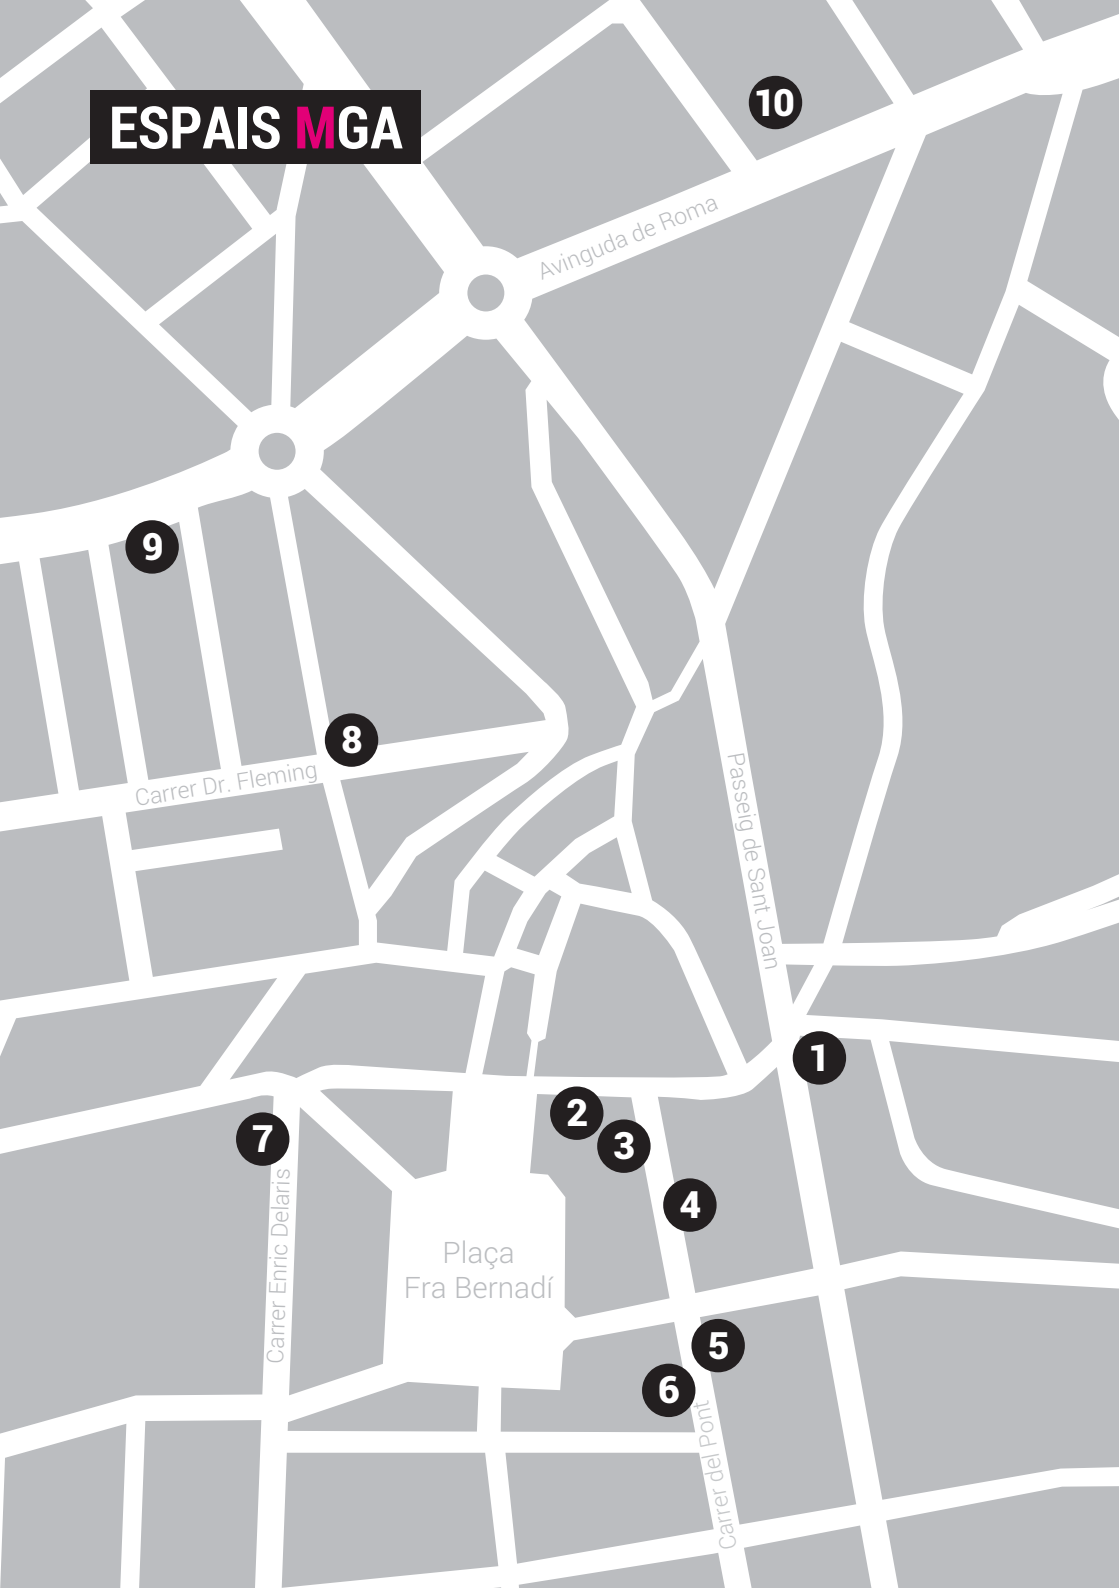 ESPAIS MGA
10
Avinguda de Roma
9
8
Carrer Dr. Fleming
Passeig de Sant Joan
1
2
3
7
4
Carrer Enric Delaris
Plaça
Fra Bernadí
5
6
Carrer del Pont